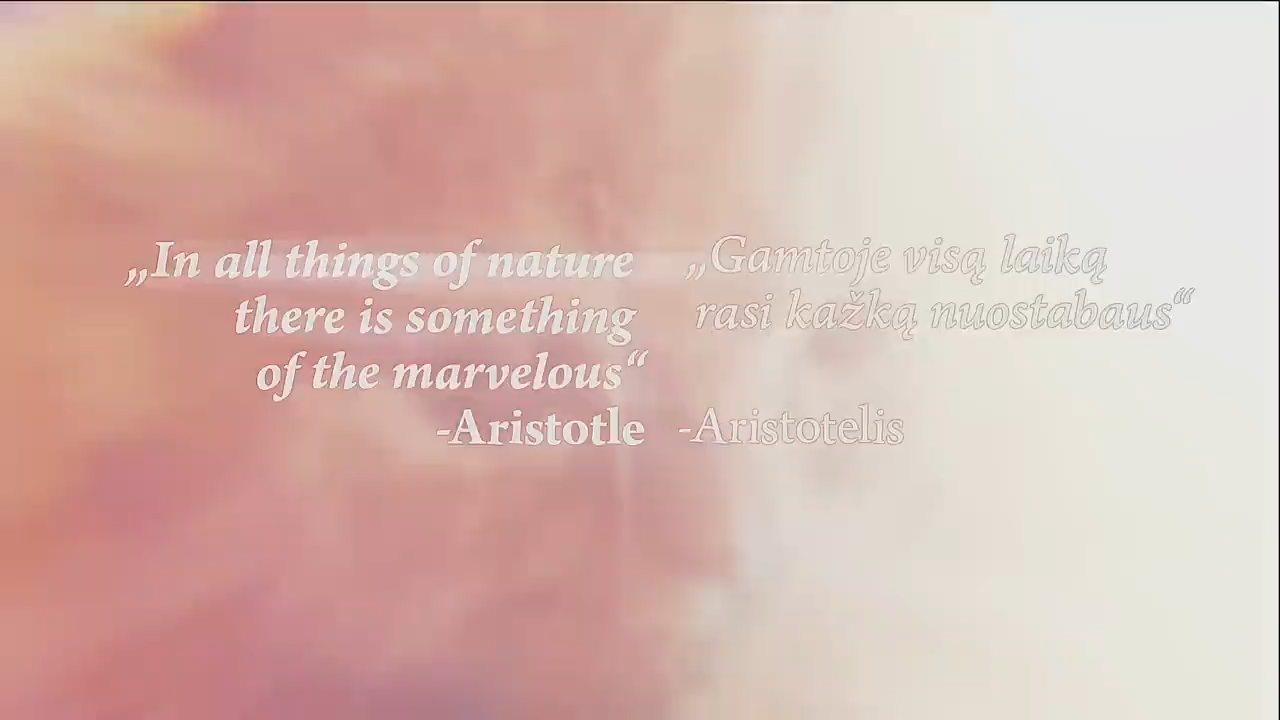 „In all things of nature
there is something
of the marvelous“
-Aristotle
„Gamtoje visą laiką
rasi kažką nuostabaus“
-Aristotelis